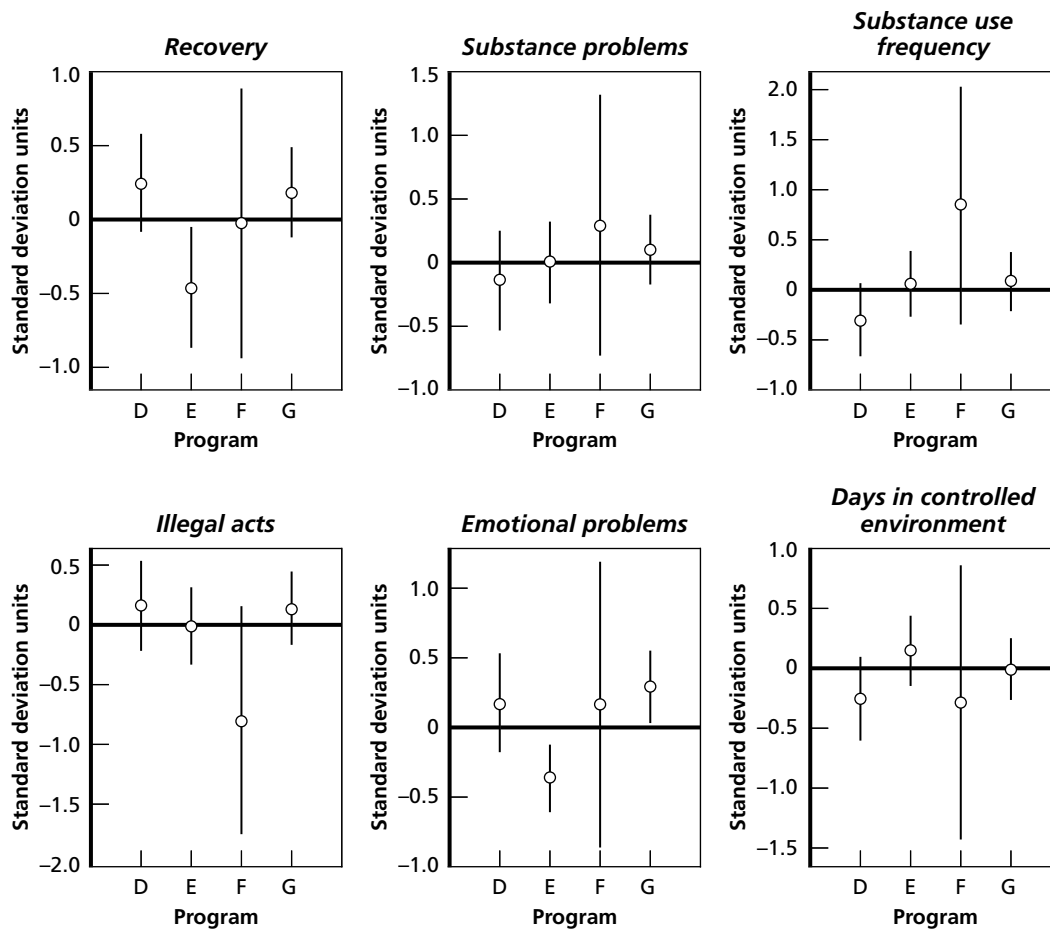 Recovery
Standard deviation units
1.0
0.5
0
–0.5
–1.0
D E F G
Program
Substance problems
Standard deviation units
1.5
1.0
0.5
0
–0.5
–1.0
D E F G
Program
Substance use
frequency
Standard deviation units
2.0
1.5
1.0
0.5
0
–0.5
–1.0
D E F G
Program
Illegal acts
Standard deviation units
0.5
0
–0.5
–1.0
–1.5
–2.0
D E F G
Program
Emotional problems
Standard deviation units
1.0
0.5
0
–0.5
–1.0
D E F G
Program
Days in controlled
environment
Standard deviation units
1.0
0.5
0
–0.5
–1.0
–1.5
D E F G
Program